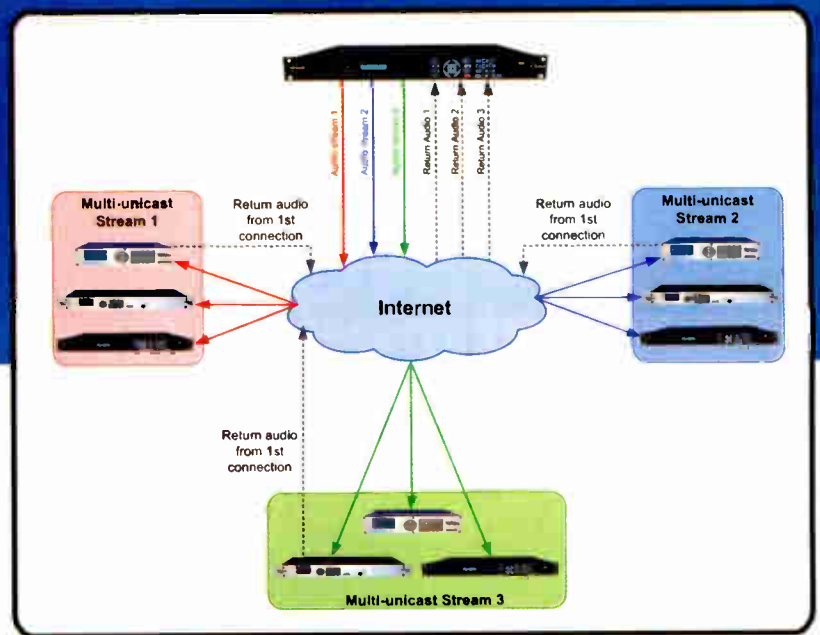 Audio stream 1
Audio stream 2
Return Audio 1
Return Audio 2
Return Audio 3
Multi-unicast
Stream 1
Return audio
from 1st
connection
Return audio
from 1st
connection
Multi-unicast
Stream 2
Internet
Return audio
from 1st
connection
Multi-unicast Stream 3